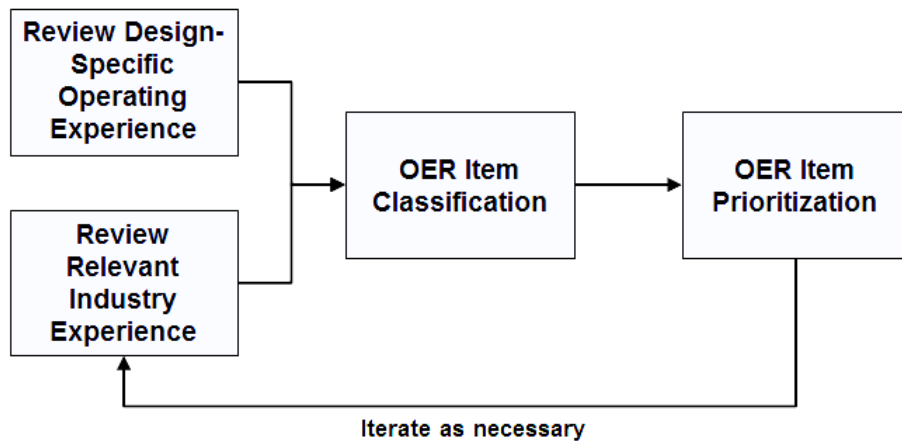 Review Design-
Specific
Operating
Experience
Review
Relevant
Industry
Experience
OER Item
Classification
OER Item
Prioritization
Iterate as necessary